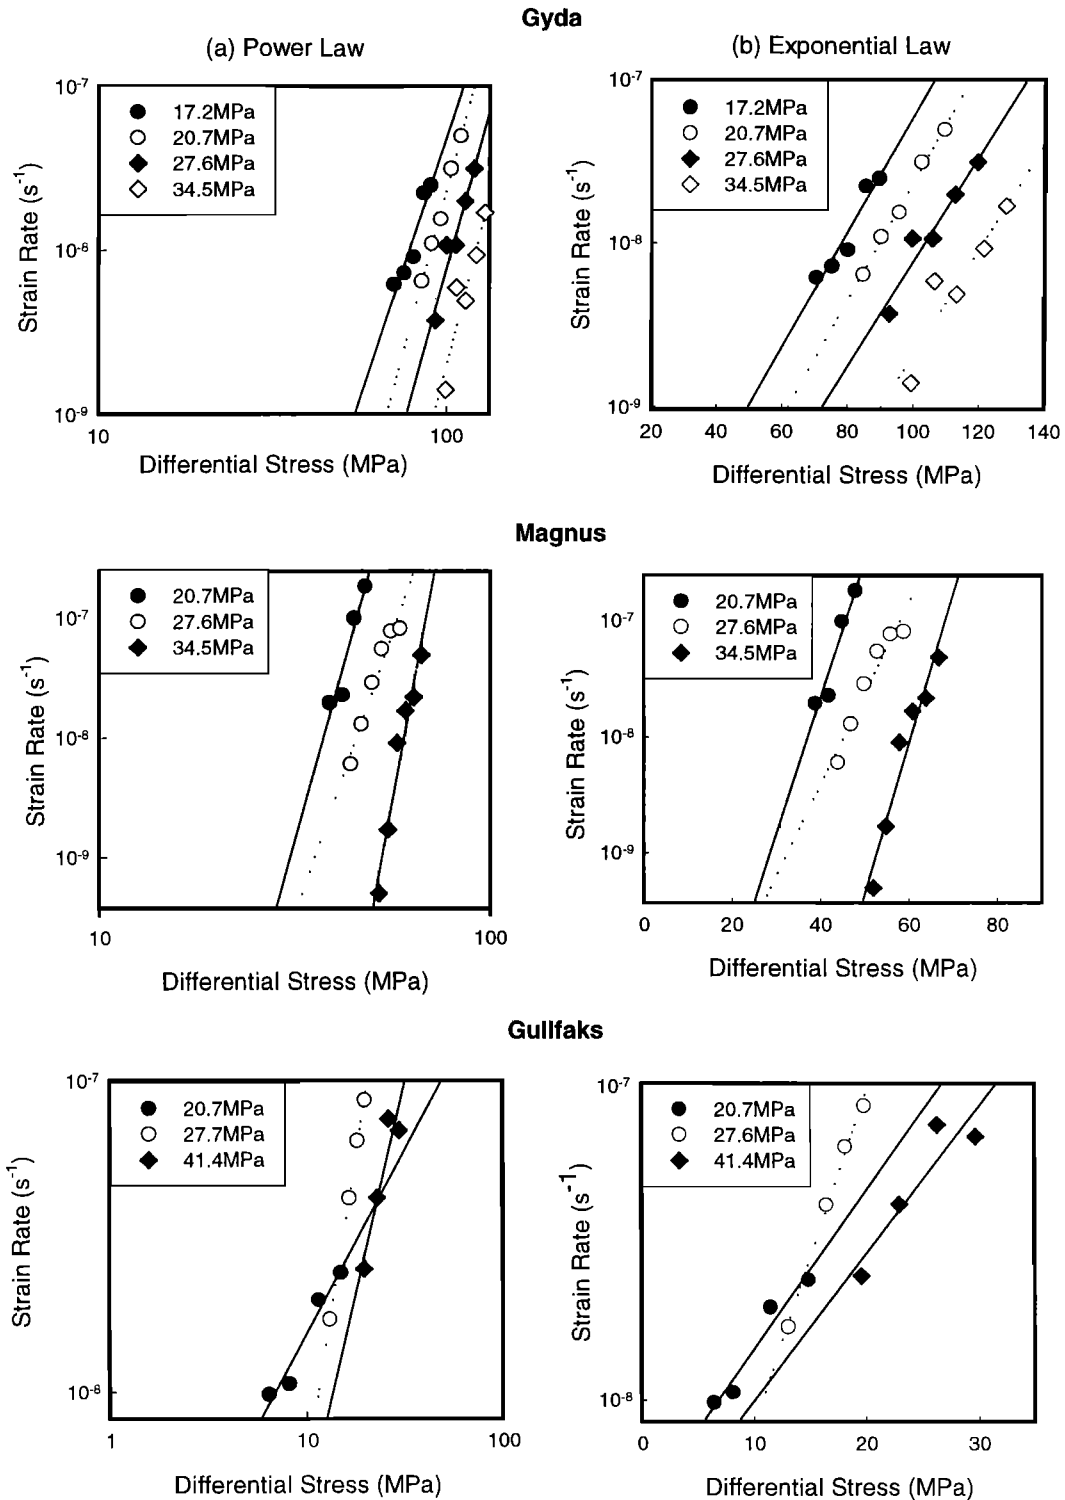 Gyda
(a) Power Law
(b) Exponential Law
10-7
17.2MPa
20.7MPa
27.6MPa
34.5MPa
10-8
10-9
Strain Rate (s-1)
10 100
Differential Stress (MPa)
10-7
17.2MPa
20.7MPa
27.6MPa
34.5MPa
10-8
10-9
Strain Rate (s-1)
20 40 60 80 100 120 140
Differential Stress (MPa)
Magnus
20.7MPa
27.6MPa
34.5MPa
10-7
10-8
10-9
Strain Rate (s-1)
10 100
Differential Stress (MPa)
20.7MPa
27.6MPa
34.5MPa
10-7
10-8
10-9
Strain Rate (s-1)
0 20 40 60 80
Differential Stress (MPa)
Gullfaks
10-7
20.7MPa
27.7MPa
41.4MPa
10-8
Strain Rate (s-1)
1 10 100
Differential Stress (MPa)
10-7
20.7MPa
27.6MPa
41.4MPa
10-8
Strain Rate (s-1)
0 10 20 30
Differential Stress (MPa)